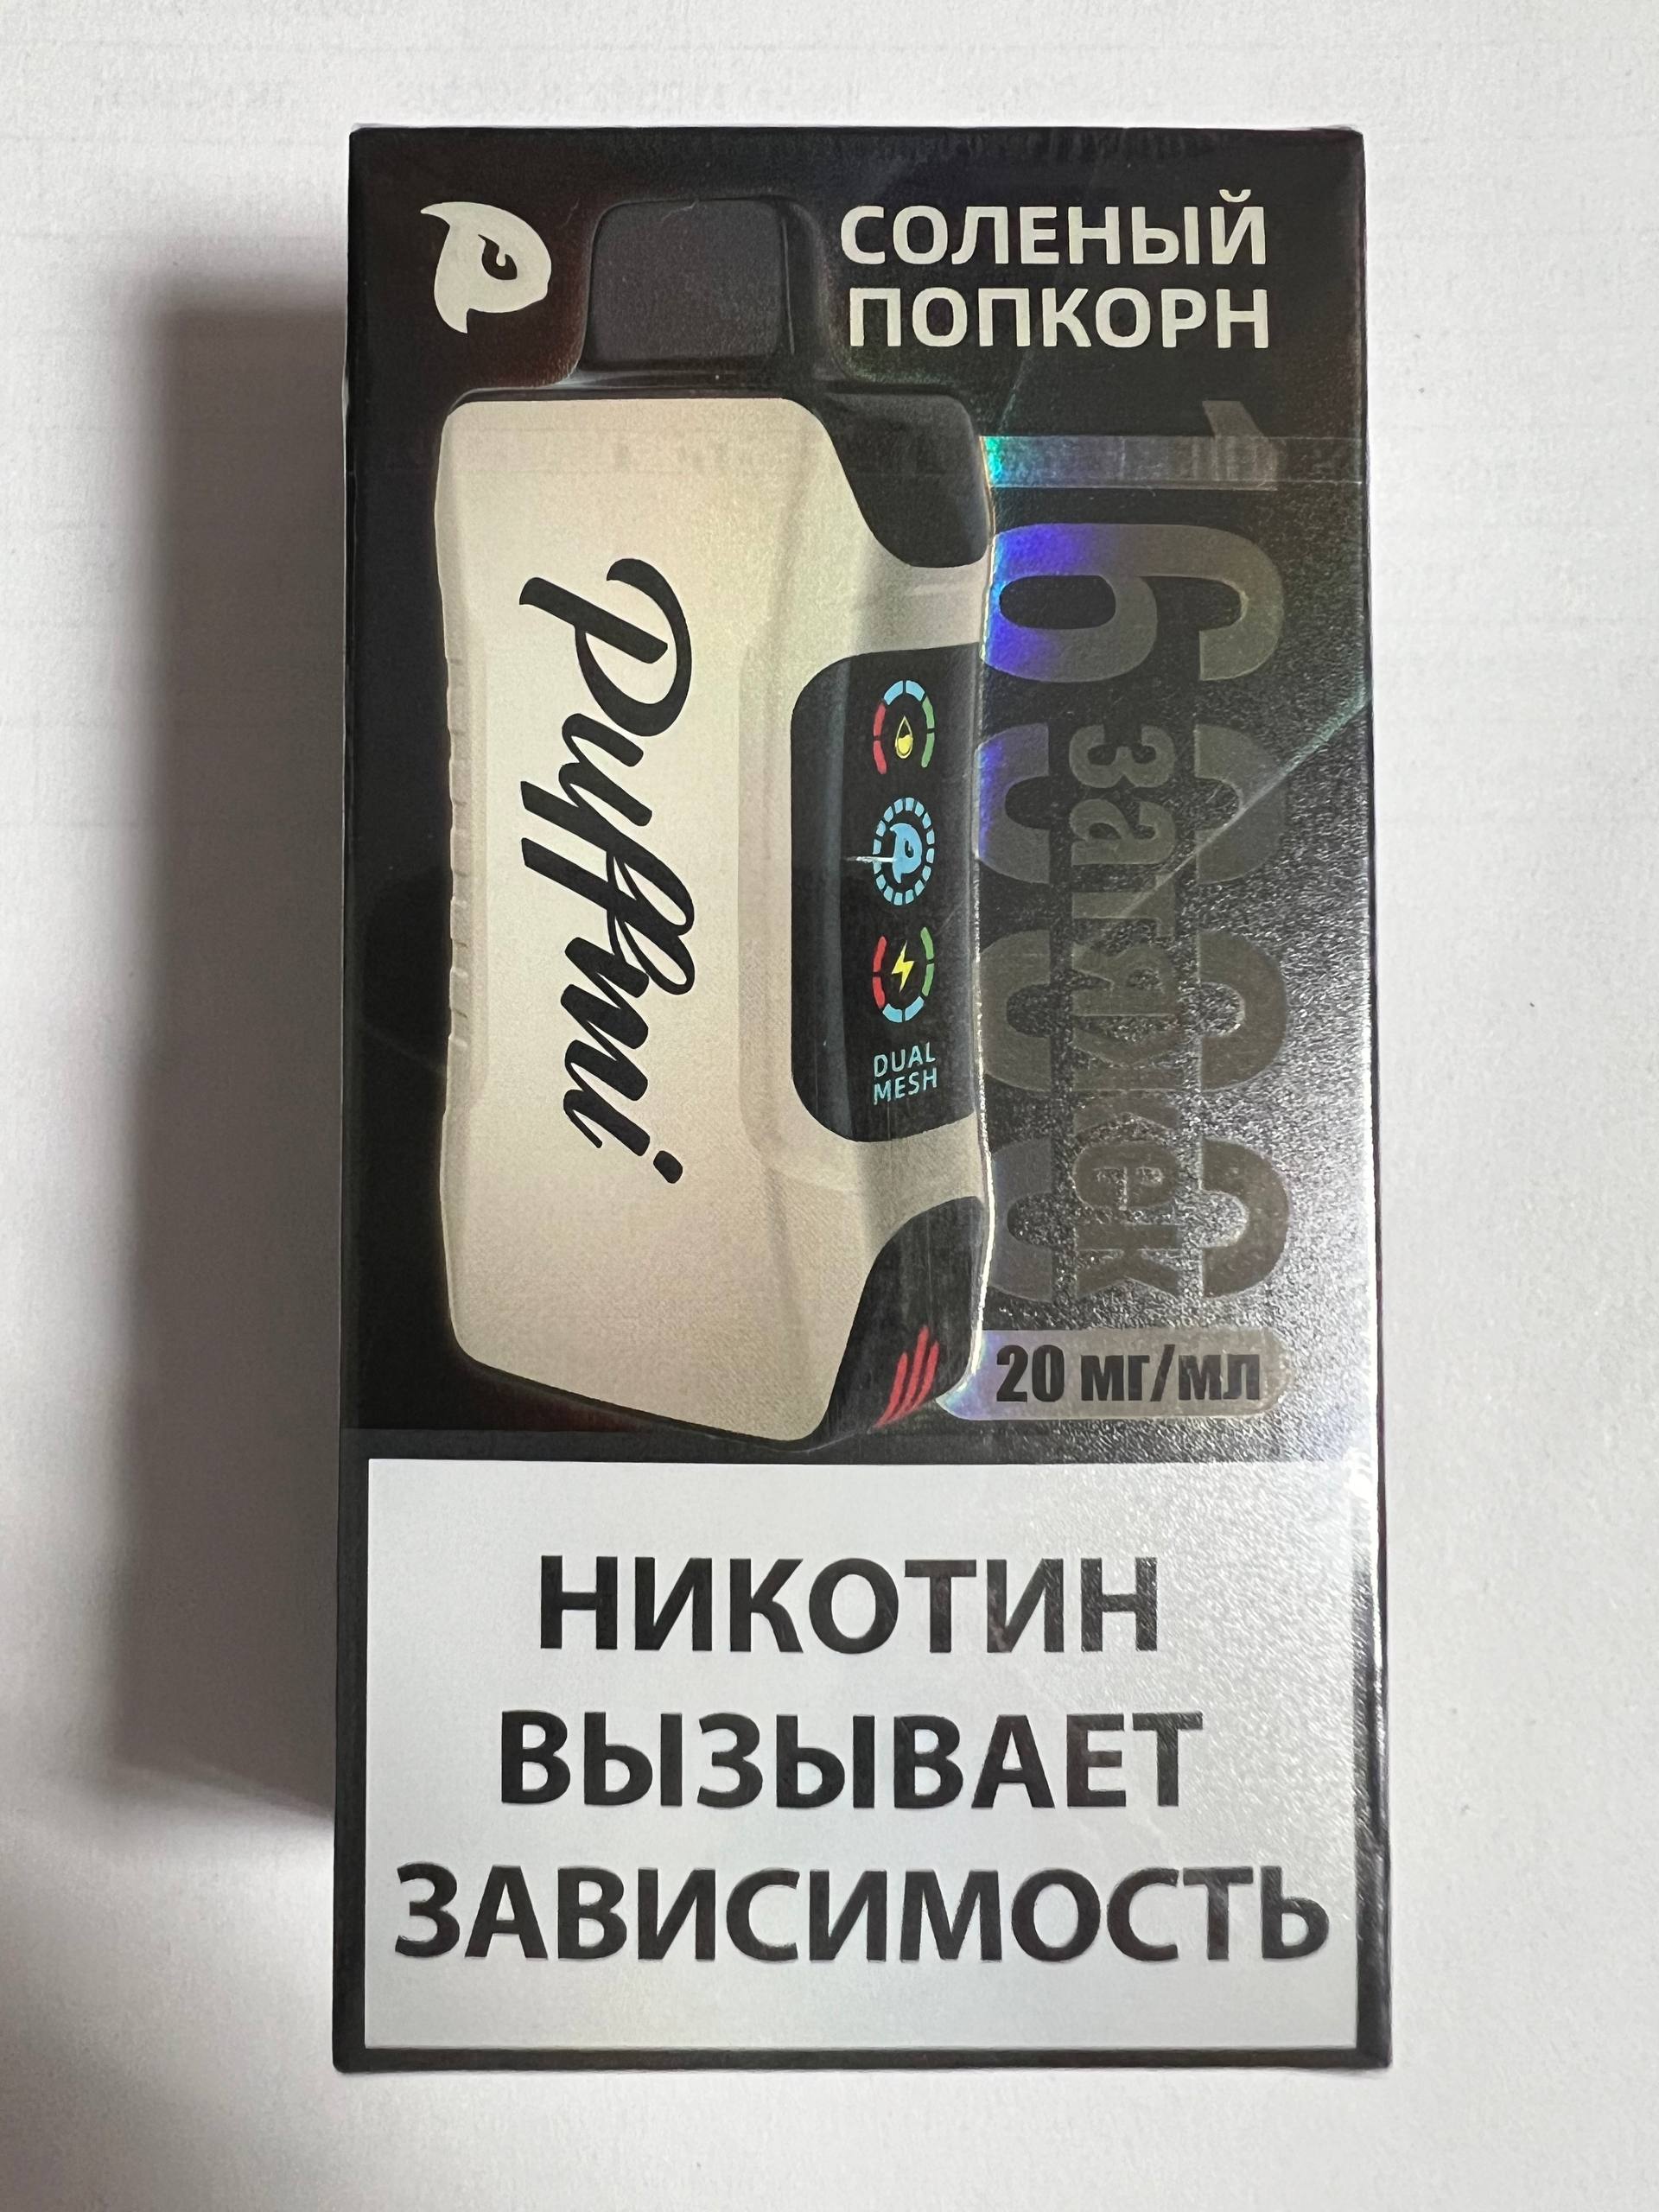 СОЛЕНЫЙ
ПОПКОРН
Puffmi
DUAL
MESH
16000
затяжек
20 мг/мл
НИКОТИН
ВЫЗЫВАЕТ
ЗАВИСИМОСТЬ